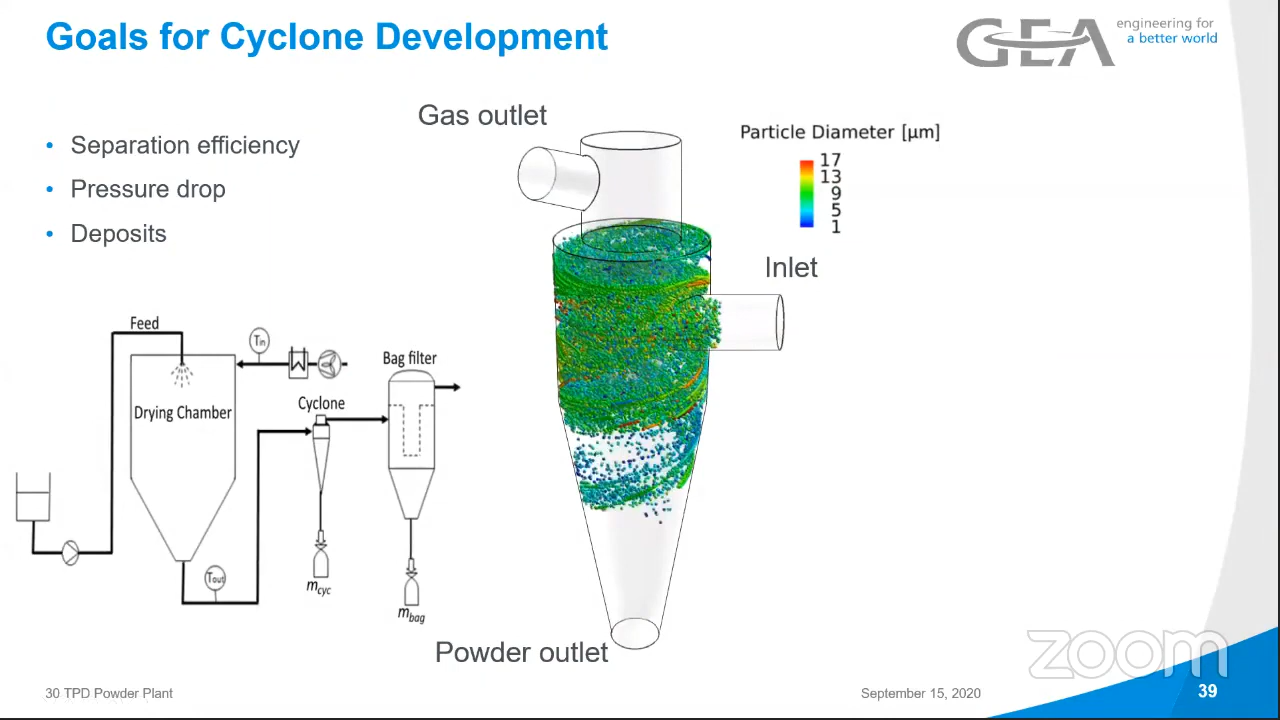 Goals for Cyclone Development
GEA
engineering for
a better world
Separation efficiency
Pressure drop
Deposits
Gas outlet
Particle Diameter [µm]
17
13
9
5
1
Inlet
Powder outlet
Feed
Tin
Bag filter
Drying Chamber
Cyclone
Tout
mcyc
mbag
zoom
30 TPD Powder Plant
September 15, 2020
39